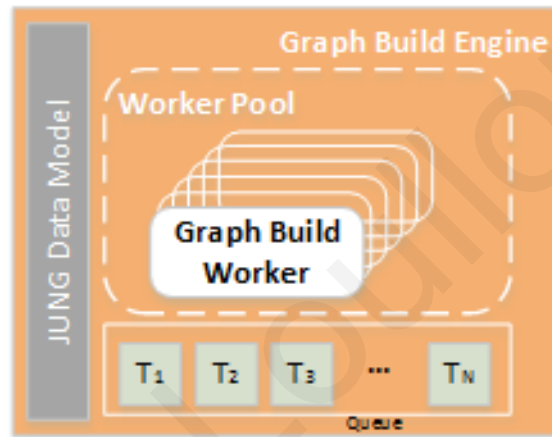 Graph Build Engine
JUNG Data Model
Worker Pool
Graph Build
Worker
T1 T2 T3 ... TN
Queue